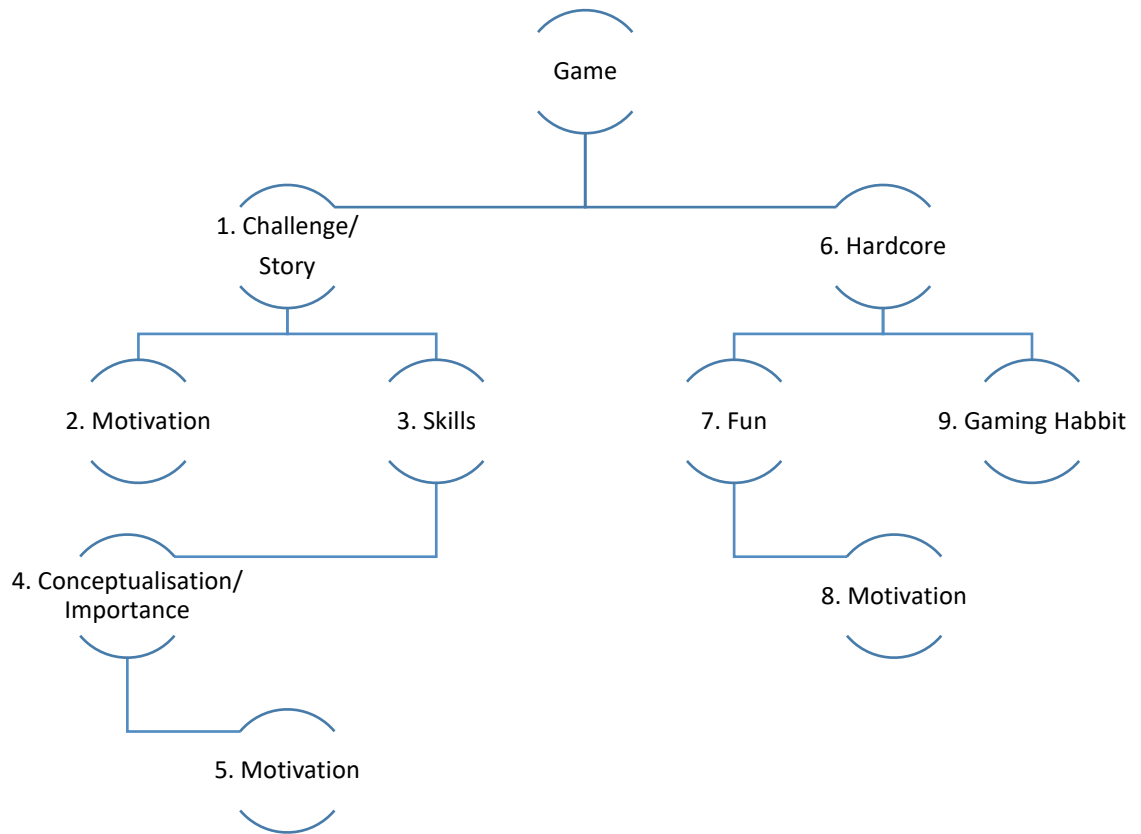 Game
1. Challenge/
Story
6. Hardcore
2. Motivation
3. Skills
7. Fun
9. Gaming Habbit
4. Conceptualisation/
Importance
8. Motivation
5. Motivation